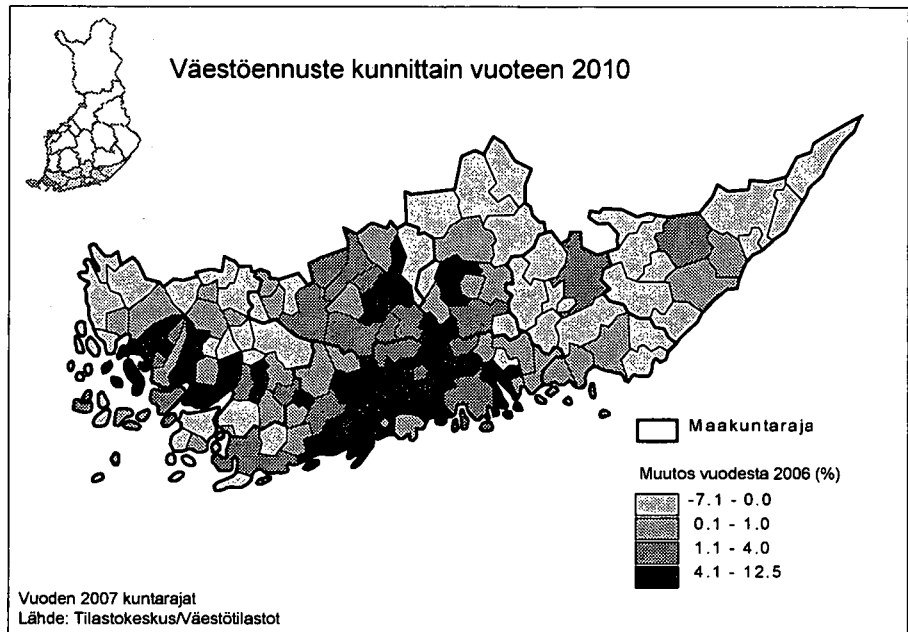 Väestöennuste kunnittain vuoteen 2010
Maakuntaraja
Muutos vuodesta 2006 (%)
-7.1 - 0.0
0.1 - 1.0
1.1 - 4.0
4.1 - 12.5
Vuoden 2007 kuntarajat
Lähde: Tilastokeskus/Väestötilastot